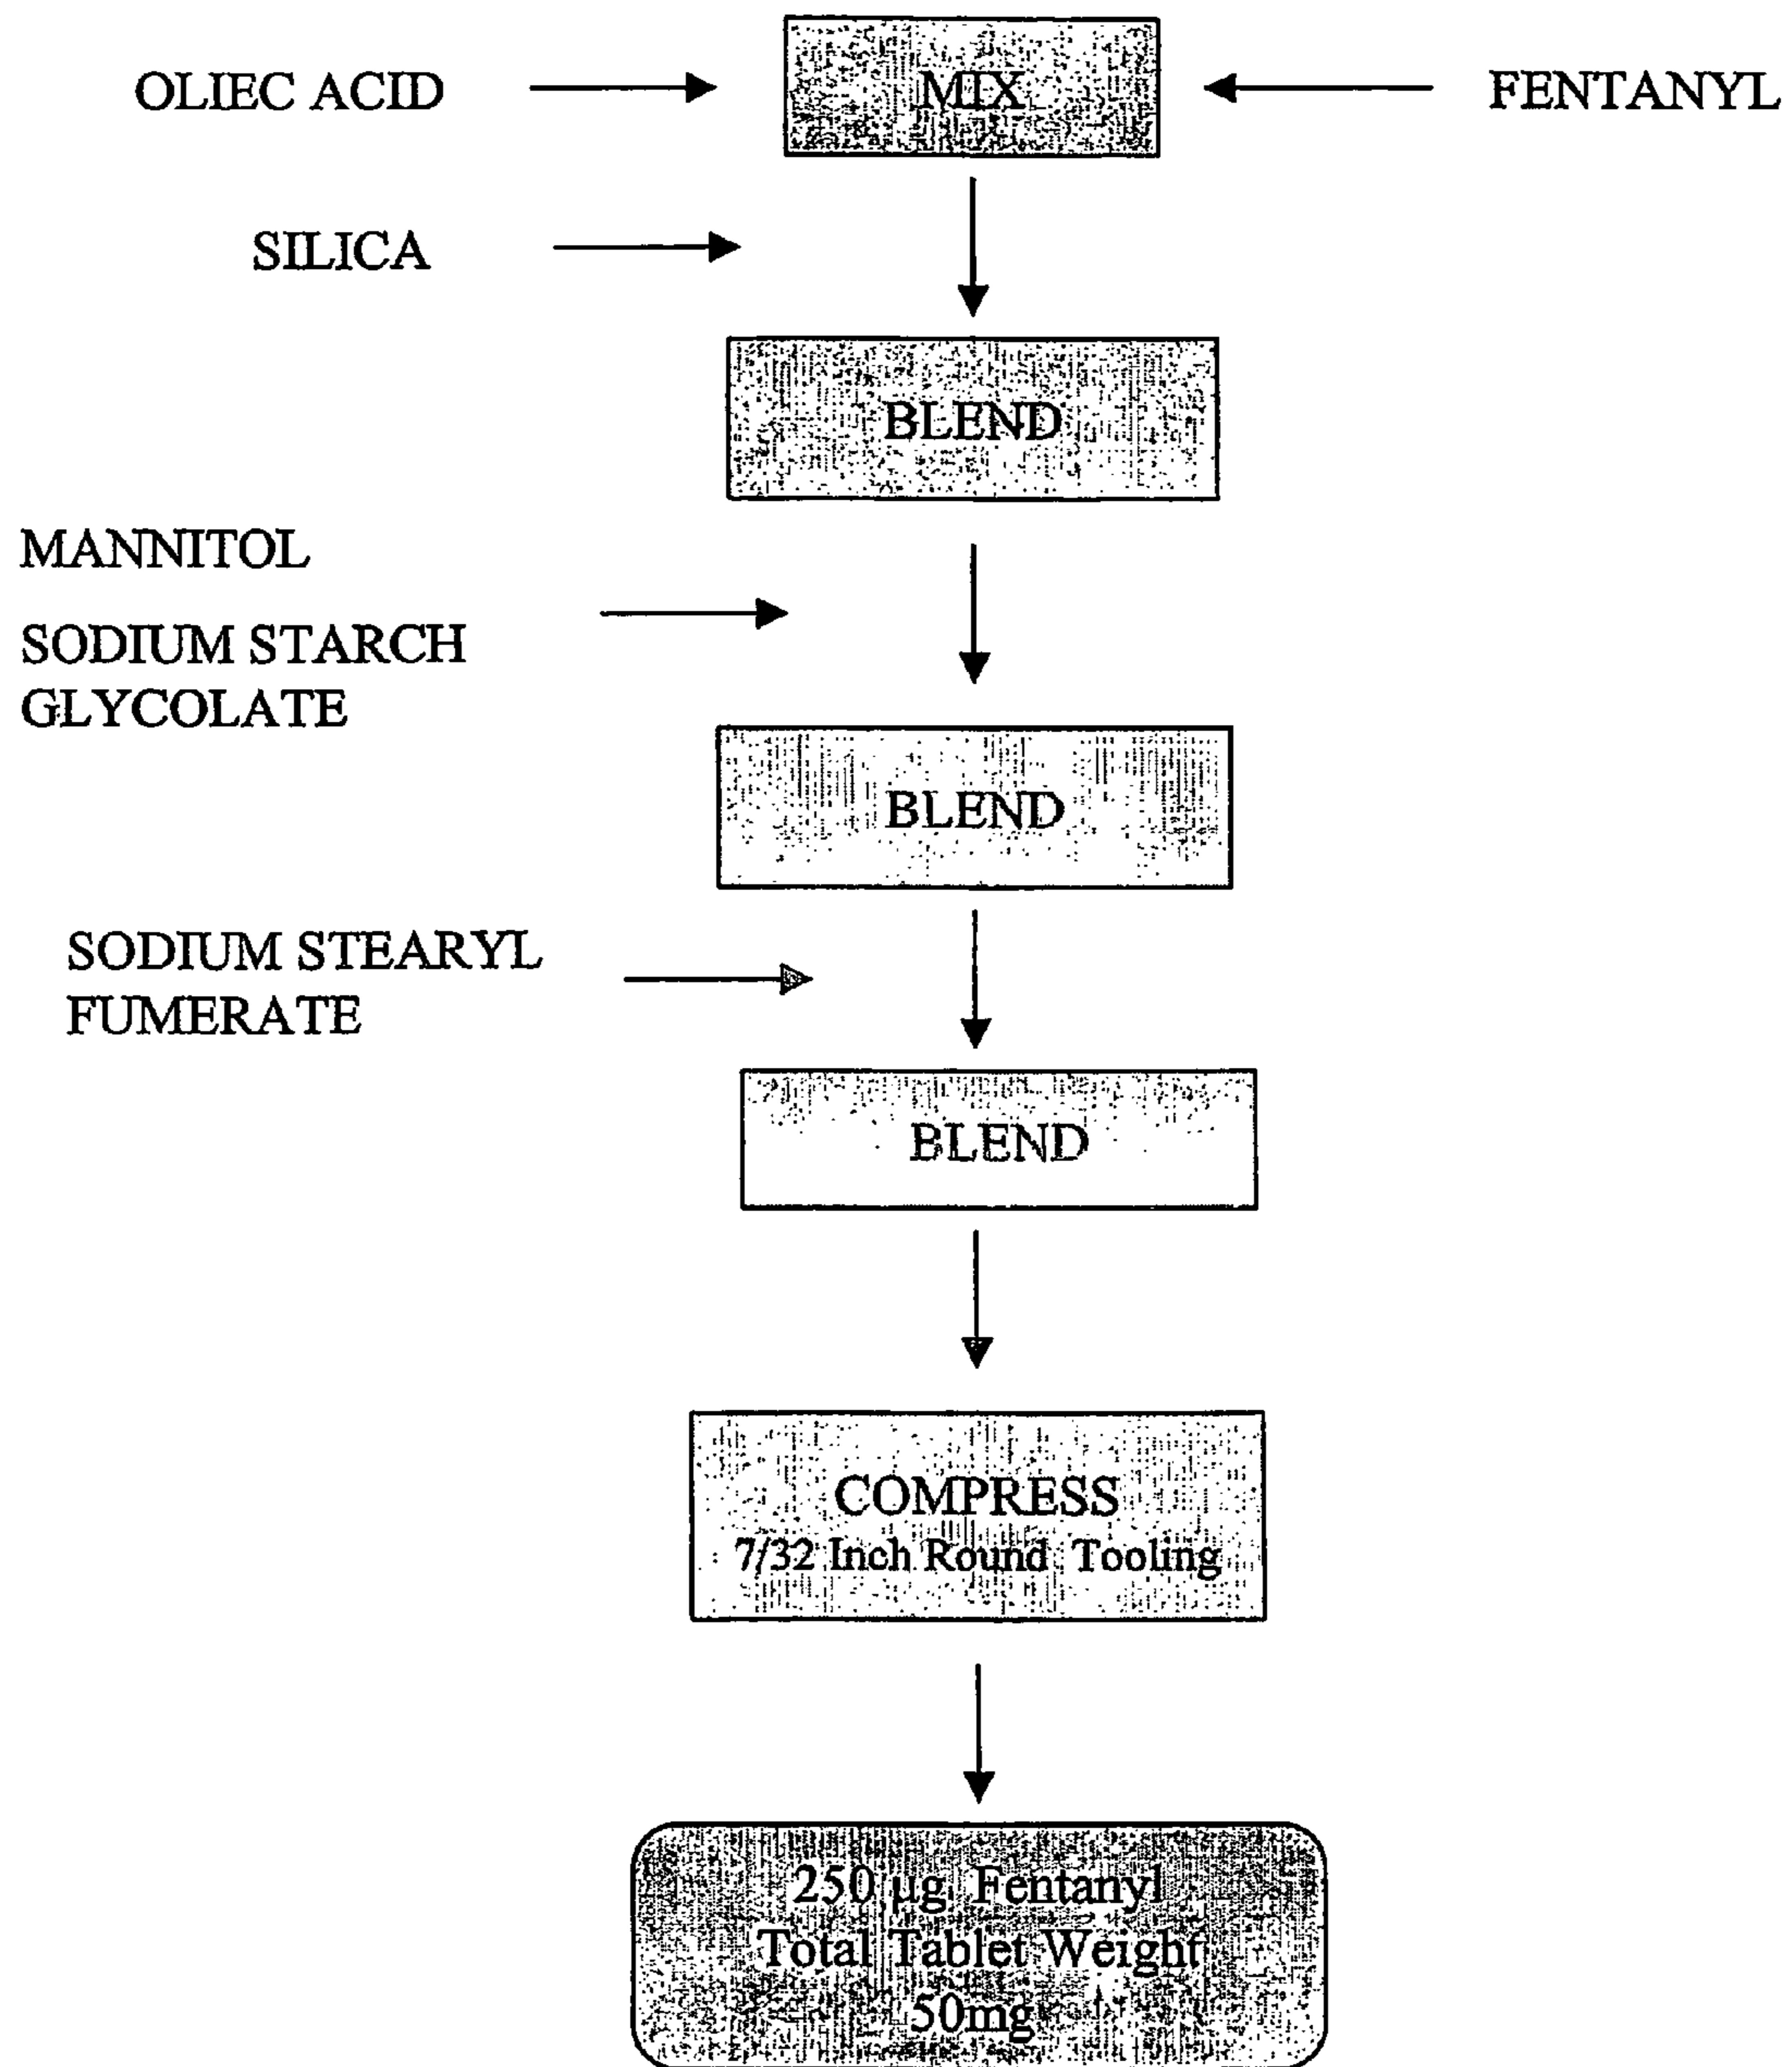 OLIEC ACID
MIX
FENTANYL
SILICA
BLEND
MANNITOL
SODIUM STARCH
GLYCOLATE
BLEND
SODIUM STEARYL
FUMERATE
BLEND
COMPRESS
7/32 Inch Round Tooling
250 µg Fentanyl
Total Tablet Weight
50mg